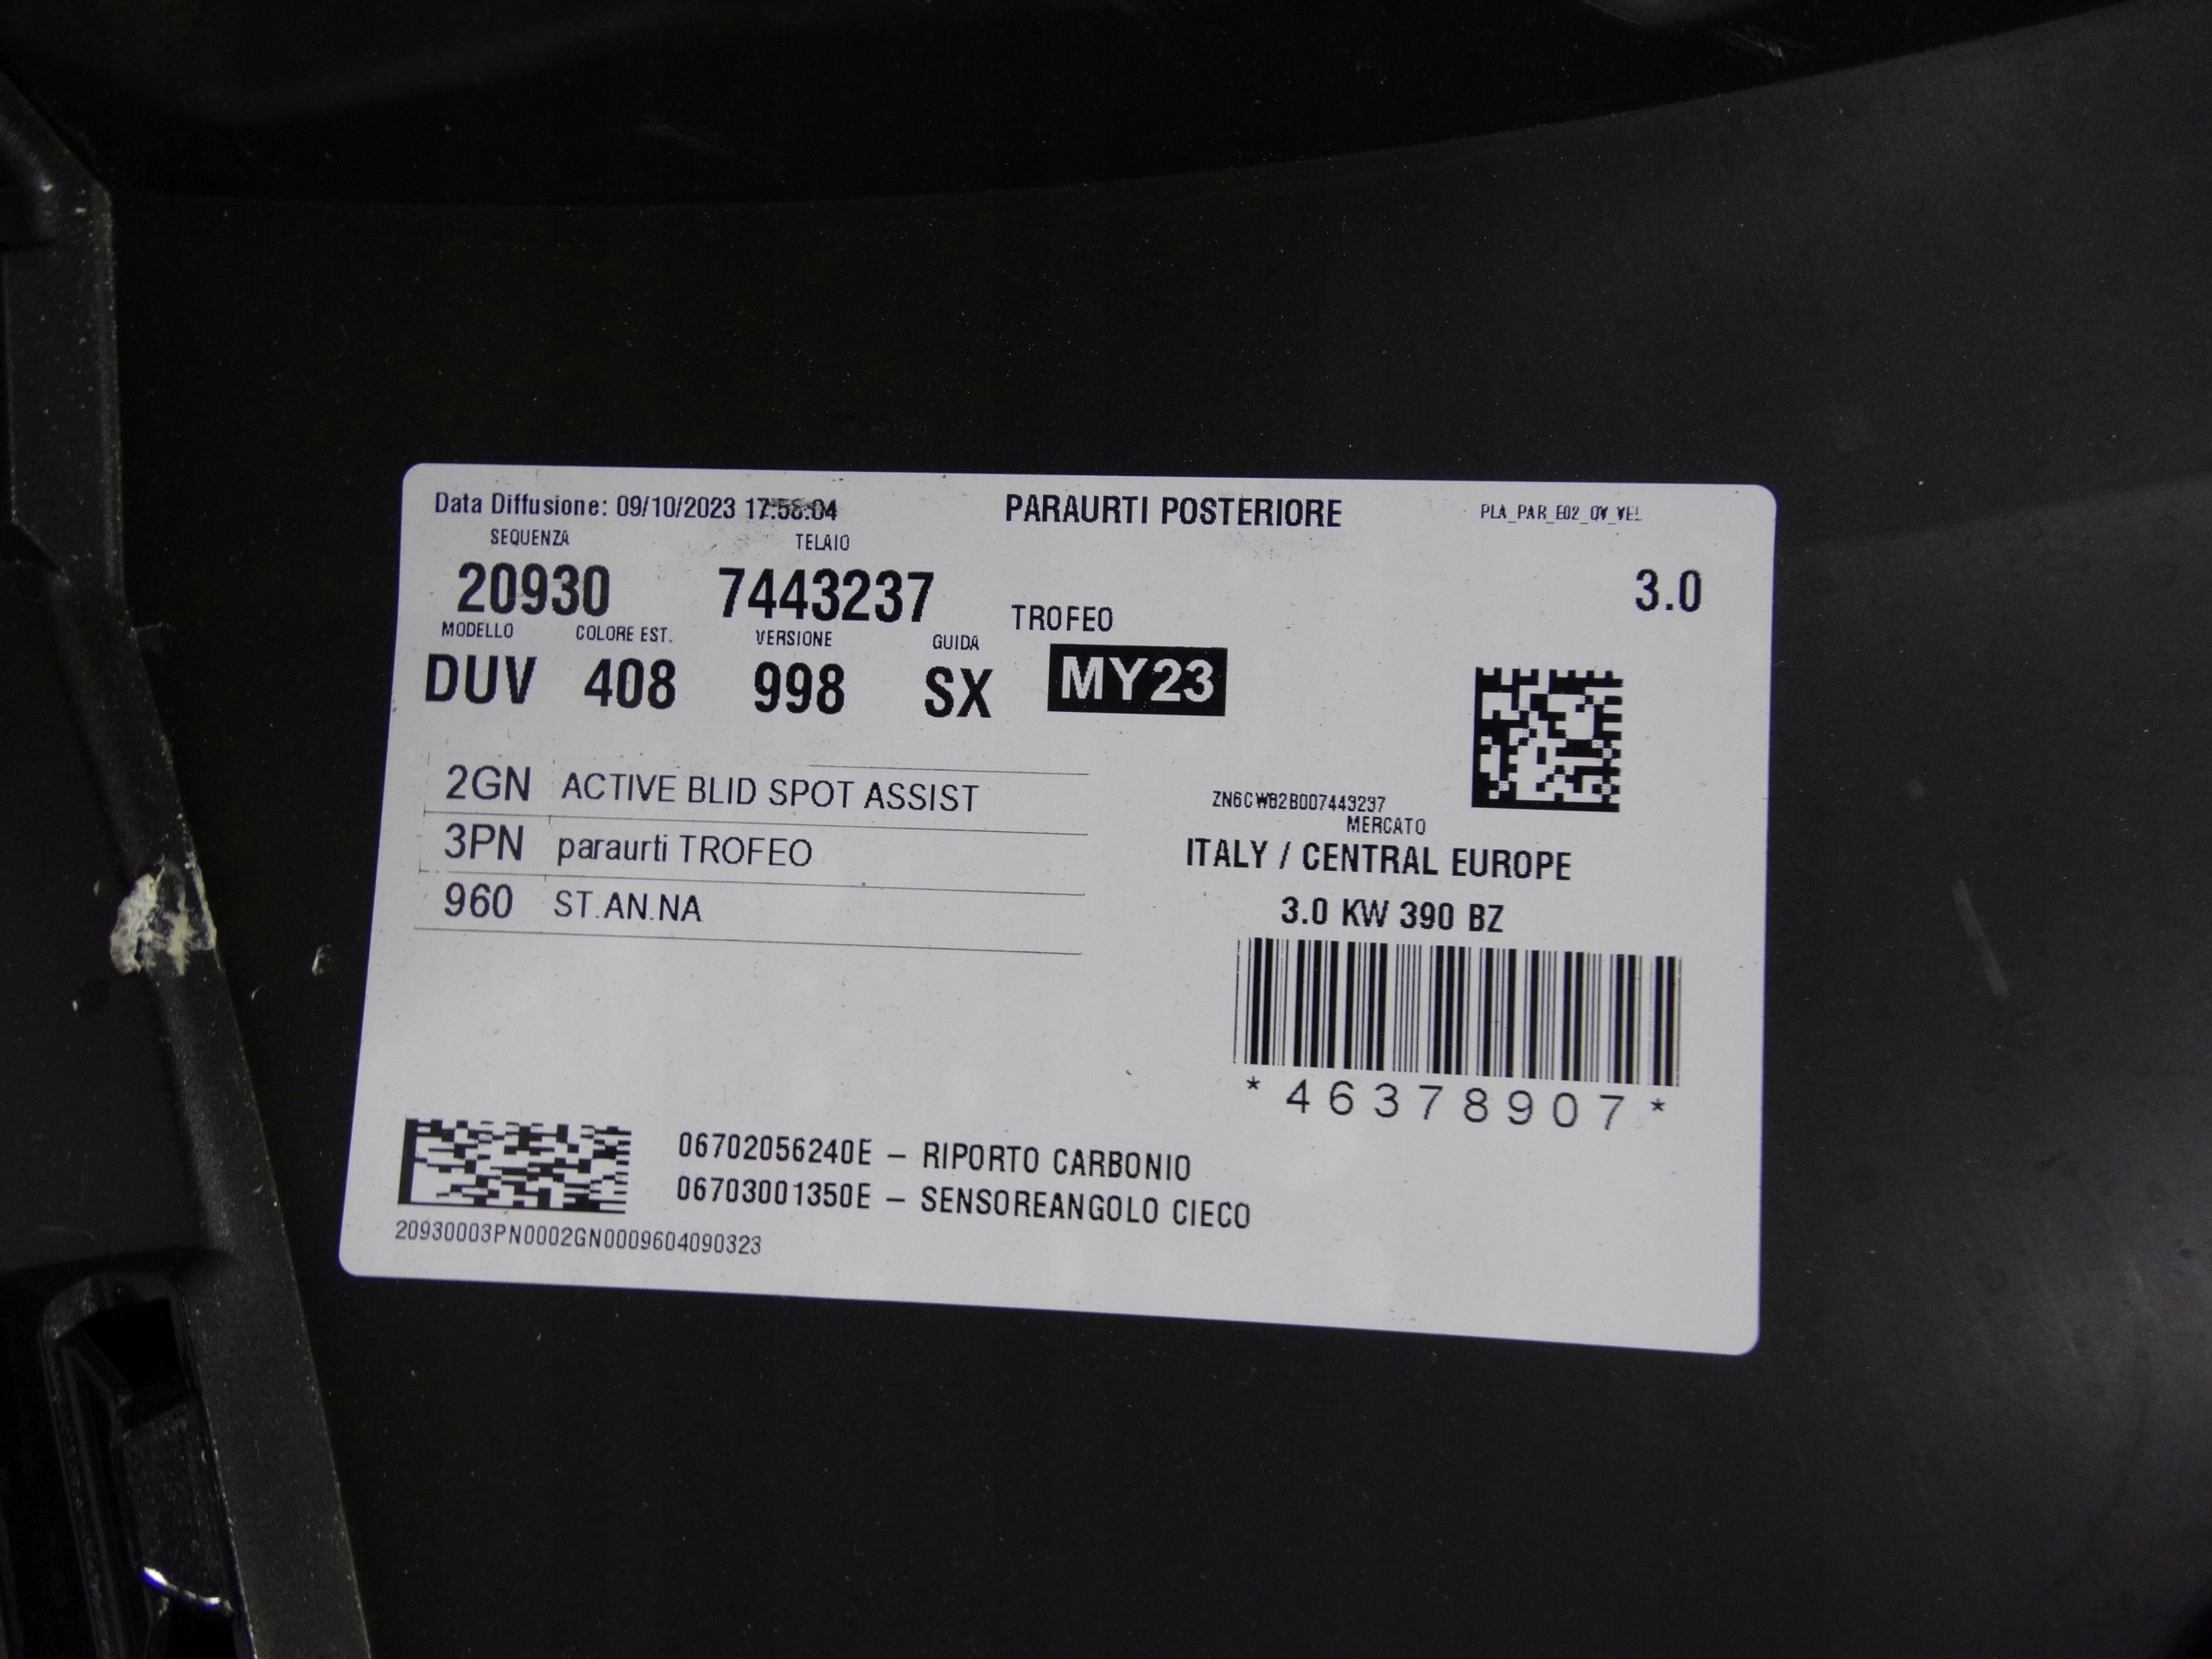 Data Diffusione: 09/10/2023 17:58:04 PARAURTI POSTERIORE PLA_PAR_E02_OV_VEL
SEQUENZA TELAIO
20930 7443237 TROFEO 3.0
MODELLO COLORE EST. VERSIONE GUIDA
DUV 408 998 SX MY23
2GN ACTIVE BLID SPOT ASSIST
3PN paraurti TROFEO
960 ST.AN.NA
ZN6CW82B007443237
MERCATO
ITALY / CENTRAL EUROPE
3.0 KW 390 BZ
*46378907*
06702056240E – RIPORTO CARBONIO
06703001350E – SENSOREANGOLO CIECO
20930003PN0002GN0009604090323